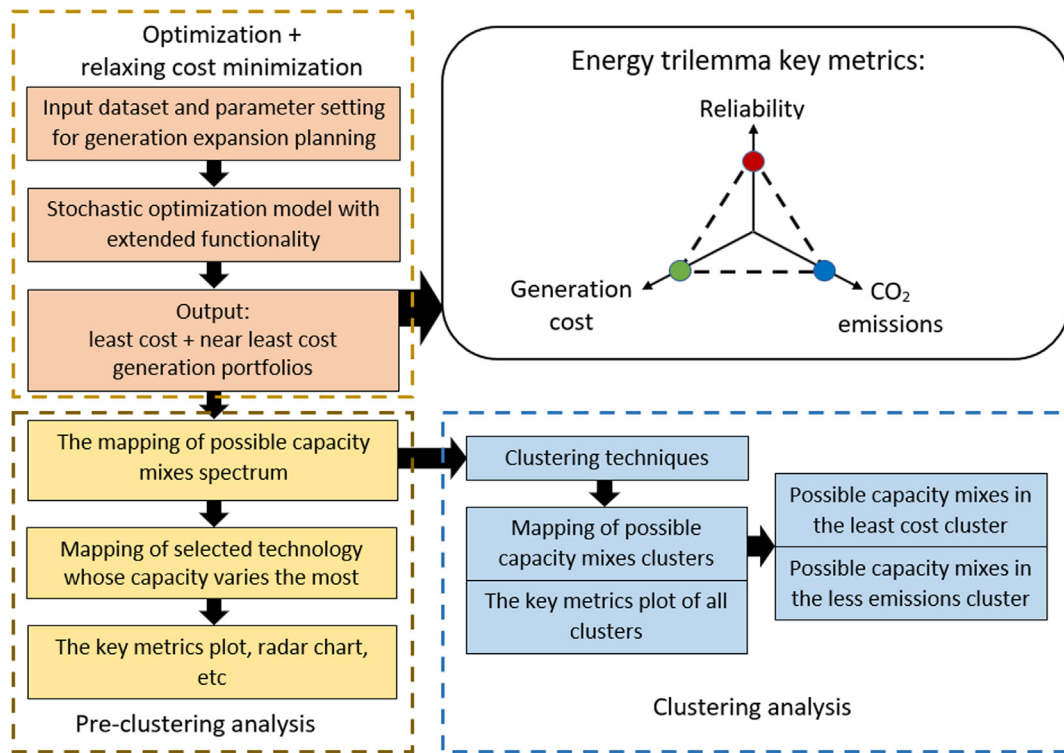 Optimization +
relaxing cost minimization
Input dataset and parameter setting
for generation expansion planning
Stochastic optimization model with
extended functionality
Output:
least cost + near least cost
generation portfolios
Energy trilemma key metrics:
Reliability
Generation
cost
CO₂
emissions
The mapping of possible capacity
mixes spectrum
Mapping of selected technology
whose capacity varies the most
The key metrics plot, radar chart,
etc
Pre-clustering analysis
Clustering techniques
Mapping of possible
capacity mixes clusters
The key metrics plot of all
clusters
Possible capacity mixes in
the least cost cluster
Possible capacity mixes in
the less emissions cluster
Clustering analysis